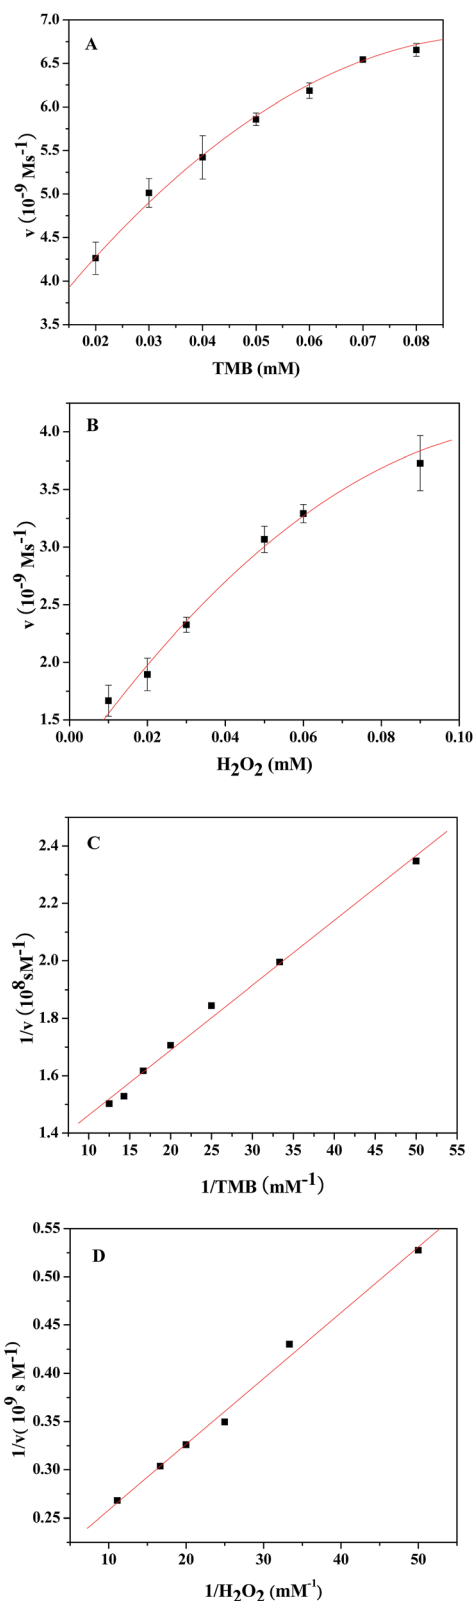 A
7.0
6.5
6.0
5.5
5.0
4.5
4.0
3.5
v (10⁻⁹ Ms⁻¹)
0.02 0.03 0.04 0.05 0.06 0.07 0.08
TMB (mM)
B
4.0
3.5
3.0
2.5
2.0
1.5
v (10⁻⁹ Ms⁻¹)
0.00 0.02 0.04 0.06 0.08 0.10
H₂O₂ (mM)
C
2.4
2.2
2.0
1.8
1.6
1.4
1/v (10⁸sM⁻¹)
10 15 20 25 30 35 40 45 50 55
1/TMB (mM⁻¹)
D
0.55
0.50
0.45
0.40
0.35
0.30
0.25
1/v( 10⁹ s M⁻¹)
10 20 30 40 50
1/H₂O₂ (mM⁻¹)